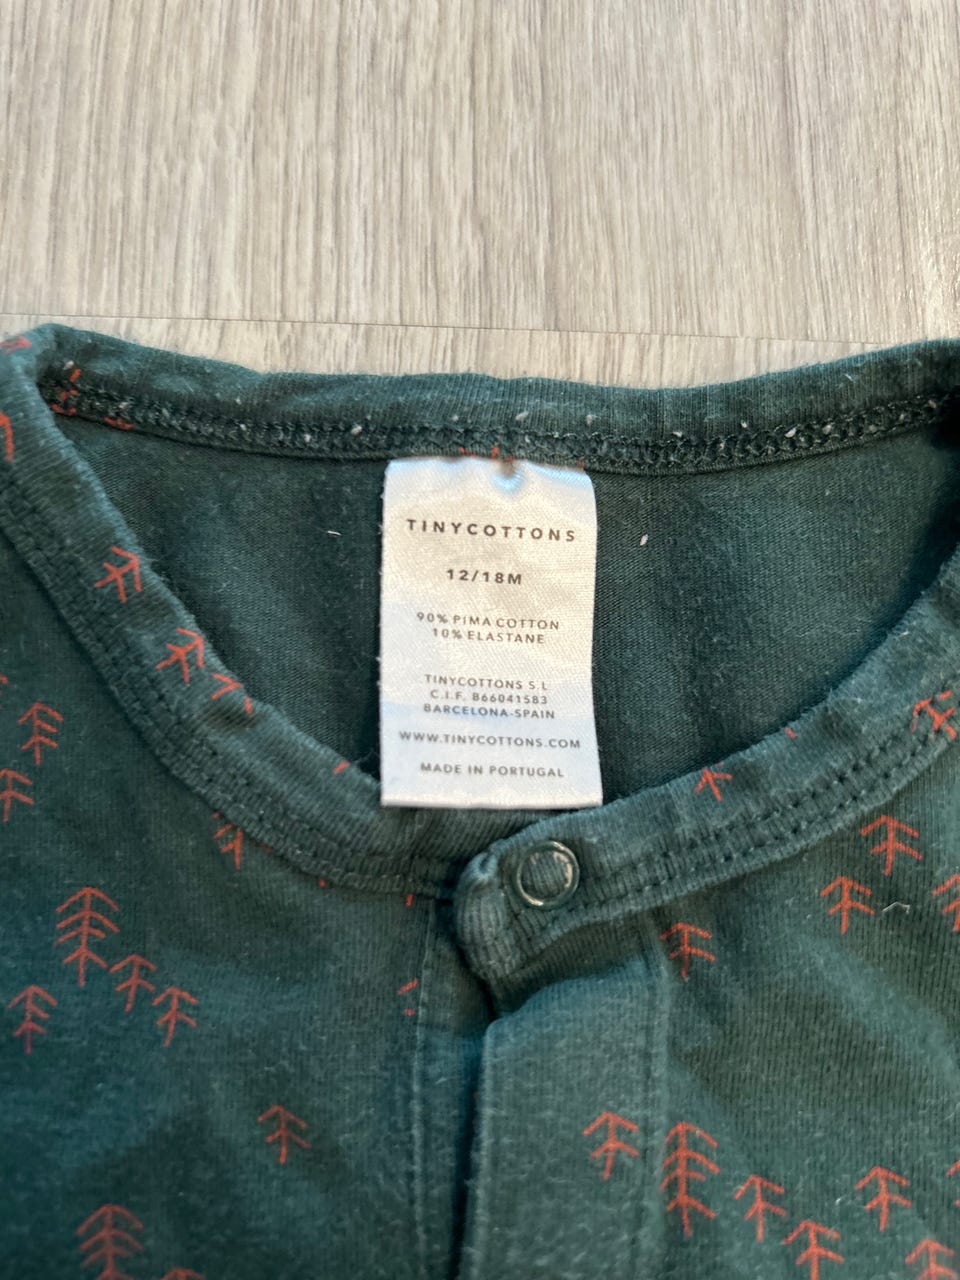 TINYCOTTONS
12/18M
90% PIMA COTTON
10% ELASTANE
TINYCOTTONS S.L
C.I.F. B66041583
BARCELONA-SPAIN
WWW.TINYCOTTONS.COM
MADE IN PORTUGAL